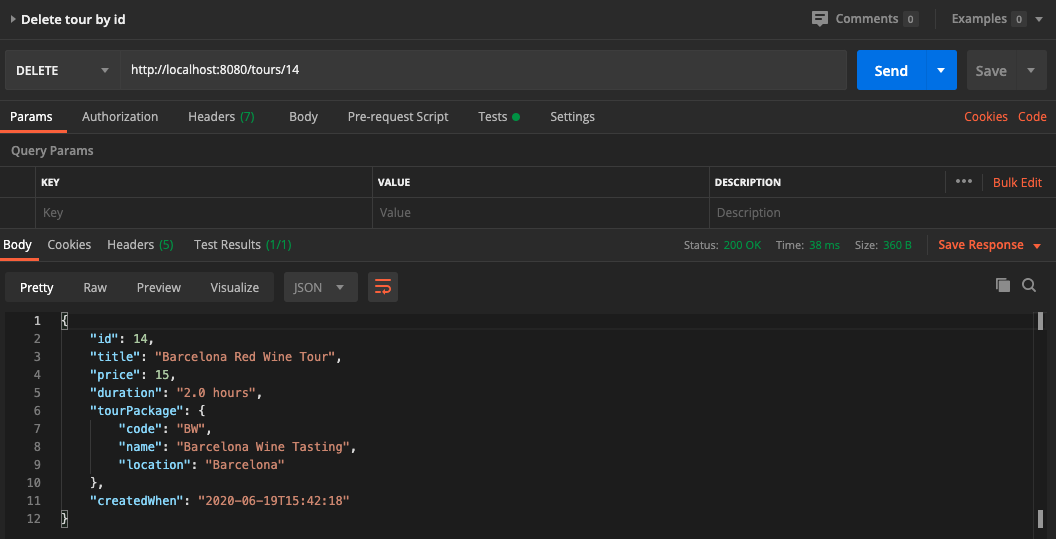 Delete tour by id Comments 0 Examples 0
DELETE http://localhost:8080/tours/14 Send Save
Params Authorization Headers (7) Body Pre-request Script Tests Settings Cookies Code
Query Params
KEY VALUE DESCRIPTION ••• Bulk Edit
Key Value Description
Body Cookies Headers (5) Test Results (1/1) Status: 200 OK Time: 38 ms Size: 360 B Save Response
Pretty Raw Preview Visualize JSON
1 {
2 "id": 14,
3 "title": "Barcelona Red Wine Tour",
4 "price": 15,
5 "duration": "2.0 hours",
6 "tourPackage": {
7 "code": "BW",
8 "name": "Barcelona Wine Tasting",
9 "location": "Barcelona"
10 },
11 "createdWhen": "2020-06-19T15:42:18"
12 }